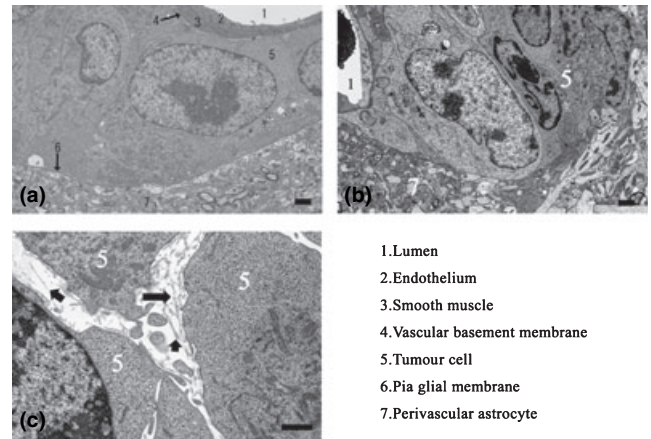 4 3 2 1
5
6
7
(a)
1
5
7
(b)
5 5
5
(c)
1.Lumen
2.Endothelium
3.Smooth muscle
4.Vascular basement membrane
5.Tumour cell
6.Pia glial membrane
7.Perivascular astrocyte